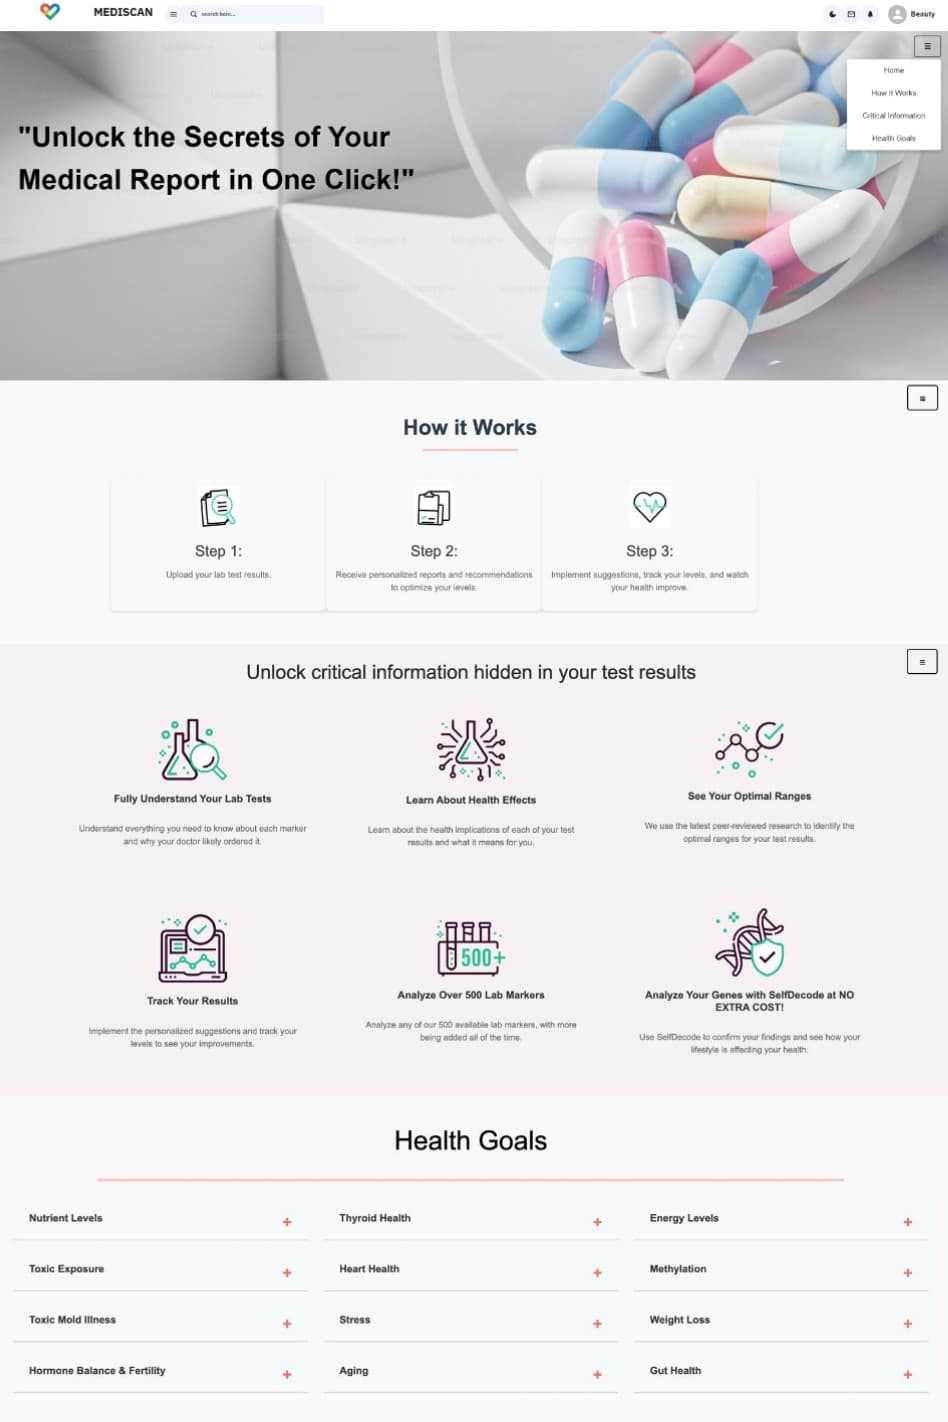 MEDISCAN
search here...
Beauty
Home
How It Works
Critical Information
Health Goals
"Unlock the Secrets of Your
Medical Report in One Click!"
How it Works
Step 1:
Upload your lab test results.
Step 2:
Receive personalized reports and recommendations
to optimize your levels.
Step 3:
Implement suggestions, track your levels, and watch
your health improve.
Unlock critical information hidden in your test results
Fully Understand Your Lab Tests
Understand everything you need to know about each marker
and why your doctor likely ordered it.
Learn About Health Effects
Learn about the health implications of each of your test
results and what it means for you.
See Your Optimal Ranges
We use the latest peer-reviewed research to identify the
optimal ranges for your test results.
Track Your Results
Implement the personalized suggestions and track your
levels to see your improvements.
500+
Analyze Over 500 Lab Markers
Analyze any of our 500 available lab markers, with more
being added all of the time.
Analyze Your Genes with SelfDecode at NO
EXTRA COST!
Use SelfDecode to confirm your findings and see how your
lifestyle is affecting your health.
Health Goals
Nutrient Levels
Thyroid Health
Energy Levels
Toxic Exposure
Heart Health
Methylation
Toxic Mold Illness
Stress
Weight Loss
Hormone Balance & Fertility
Aging
Gut Health